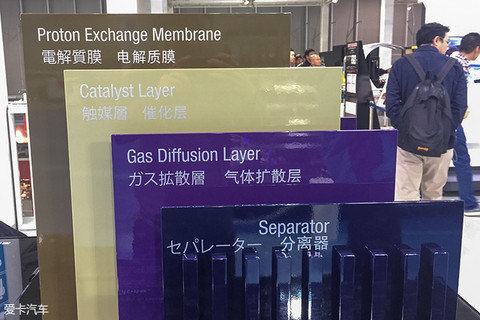 Proton Exchange Membrane
電解質膜 电解质膜
Catalyst Layer
触媒層 催化层
Gas Diffusion Layer
ガス拡散層 气体扩散层
Separator
セパレーター 分离器
爱卡汽车